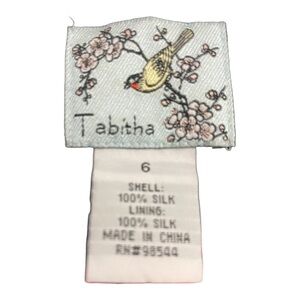 Tabitha
6
SHELL:
100% SILK
LINING:
100% SILK
MADE IN CHINA
RN#98544